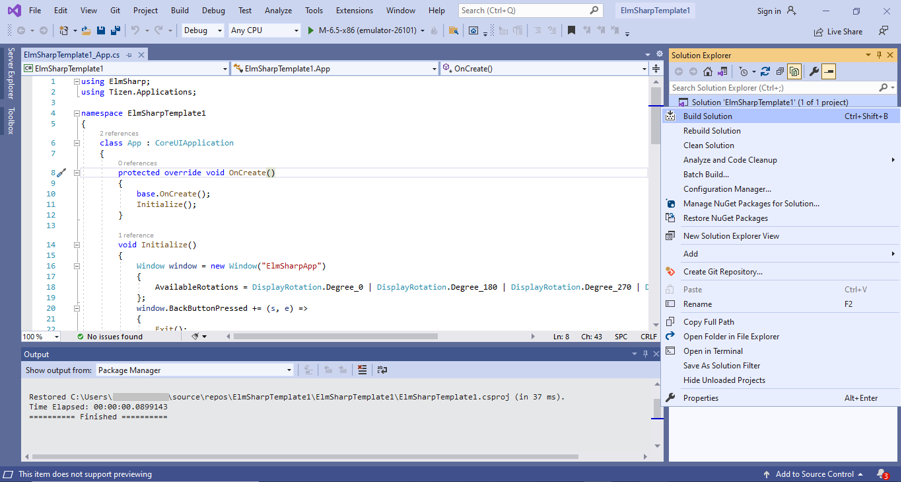 File Edit View Git Project Build Debug Test Analyze Tools Extensions Window Help Search (Ctrl+Q) ElmSharpTemplate1 Sign in
Debug Any CPU M-6.5-x86 (emulator-26101) Live Share
Server Explorer
Toolbox
ElmSharpTemplate1_App.cs
ElmSharpTemplate1 ElmSharpTemplate1.App OnCreate()
1 using ElmSharp;
2 using Tizen.Applications;
3
4 namespace ElmSharpTemplate1
5 {
2 references
6 class App : CoreUIApplication
7 {
0 references
8 protected override void OnCreate()
9 {
10 base.OnCreate();
11 Initialize();
12 }
13
1 reference
14 void Initialize()
15 {
16 Window window = new Window("ElmSharpApp")
17 {
18 AvailableRotations = DisplayRotation.Degree_0 | DisplayRotation.Degree_180 | DisplayRotation.Degree_270 | D
19 };
20 window.BackButtonPressed += (s, e) =>
21 {
22 Exit();
100 % No issues found Ln: 8 Ch: 43 SPC CRLF
Output
Show output from: Package Manager
Restored C:\Users\ \source\repos\ElmSharpTemplate1\ElmSharpTemplate1\ElmSharpTemplate1.csproj (in 37 ms).
Time Elapsed: 00:00:00.0899143
========== Finished ==========
Solution Explorer
Search Solution Explorer (Ctrl+;)
Solution 'ElmSharpTemplate1' (1 of 1 project)
Build Solution Ctrl+Shift+B
Rebuild Solution
Clean Solution
Analyze and Code Cleanup
Batch Build...
Configuration Manager...
Manage NuGet Packages for Solution...
Restore NuGet Packages
New Solution Explorer View
Add
Create Git Repository...
Paste Ctrl+V
Rename F2
Copy Full Path
Open Folder in File Explorer
Open in Terminal
Save As Solution Filter
Hide Unloaded Projects
Properties Alt+Enter
This item does not support previewing Add to Source Control 3